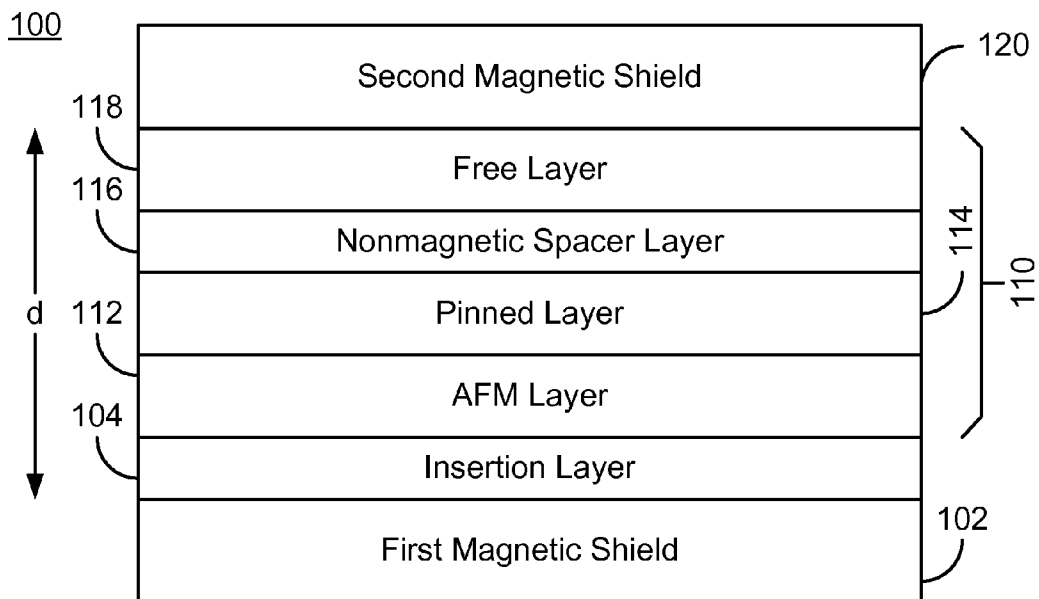 100
120
Second Magnetic Shield
118
Free Layer
116
Nonmagnetic Spacer Layer
114
110
d
112
Pinned Layer
AFM Layer
104
Insertion Layer
102
First Magnetic Shield